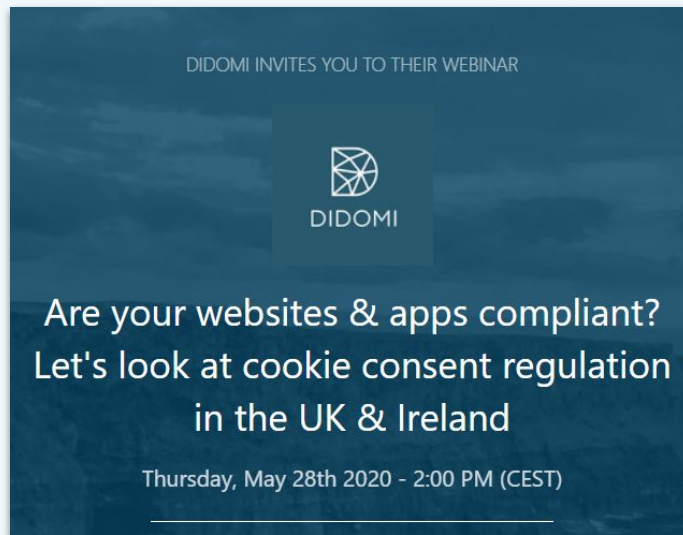 DIDOMI INVITES YOU TO THEIR WEBINAR
DIDOMI
Are your websites & apps compliant?
Let's look at cookie consent regulation
in the UK & Ireland
Thursday, May 28th 2020 - 2:00 PM (CEST)